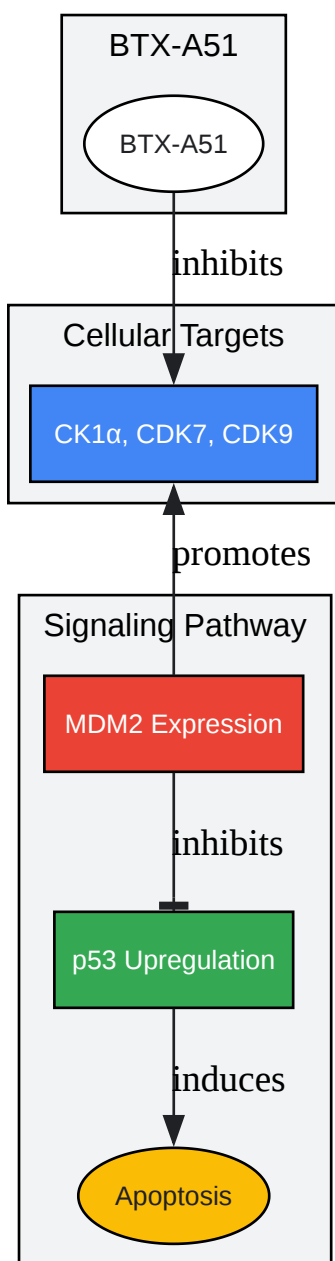 BTX-A51
BTX-A51
inhibits
Cellular Targets
CK1α, CDK7, CDK9
promotes
Signaling Pathway
MDM2 Expression
inhibits
p53 Upregulation
induces
Apoptosis